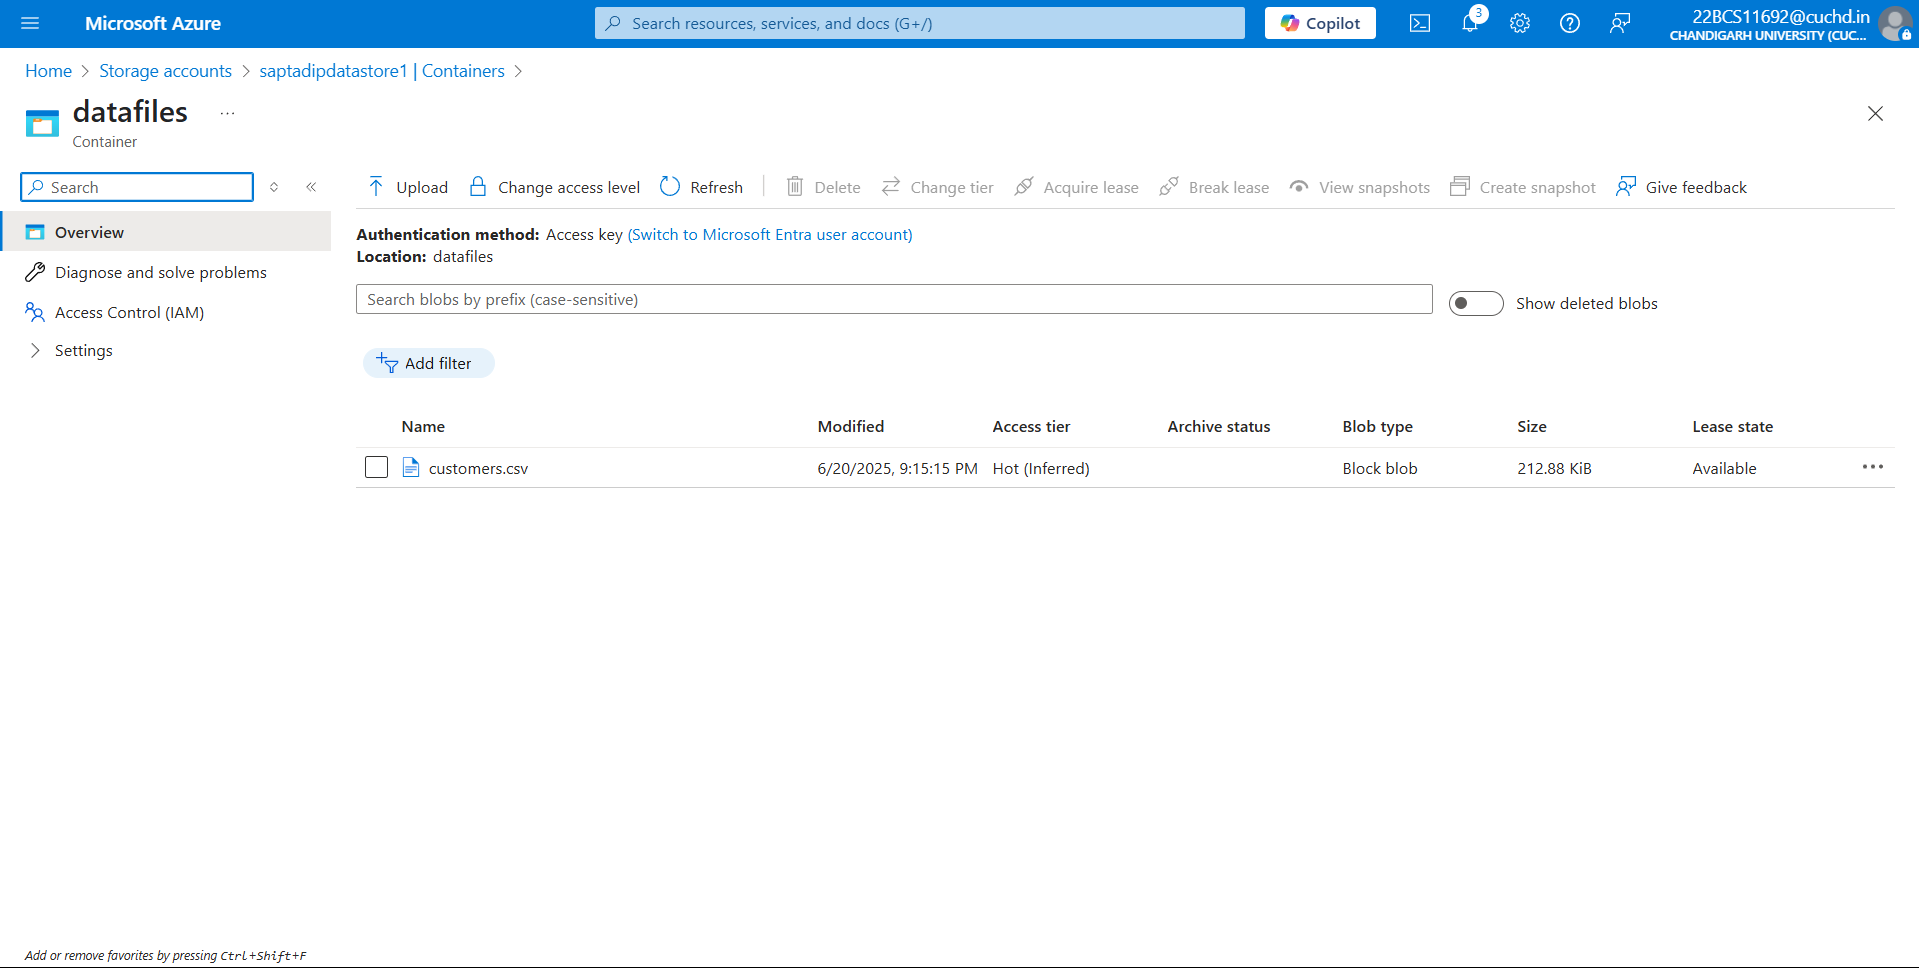 Microsoft Azure
Search resources, services, and docs (G+/)
Copilot
3
22BCS11692@cuchd.in
CHANDIGARH UNIVERSITY (CUC...
Home > Storage accounts > saptadipdatastore1 | Containers >
datafiles ...
Container
Search
Upload Change access level Refresh Delete Change tier Acquire lease Break lease View snapshots Create snapshot Give feedback
Overview
Diagnose and solve problems
Access Control (IAM)
Settings
Authentication method: Access key (Switch to Microsoft Entra user account)
Location: datafiles
Search blobs by prefix (case-sensitive)
Show deleted blobs
Add filter
Name Modified Access tier Archive status Blob type Size Lease state
customers.csv 6/20/2025, 9:15:15 PM Hot (Inferred) Block blob 212.88 KiB Available ...
Add or remove favorites by pressing Ctrl+Shift+F